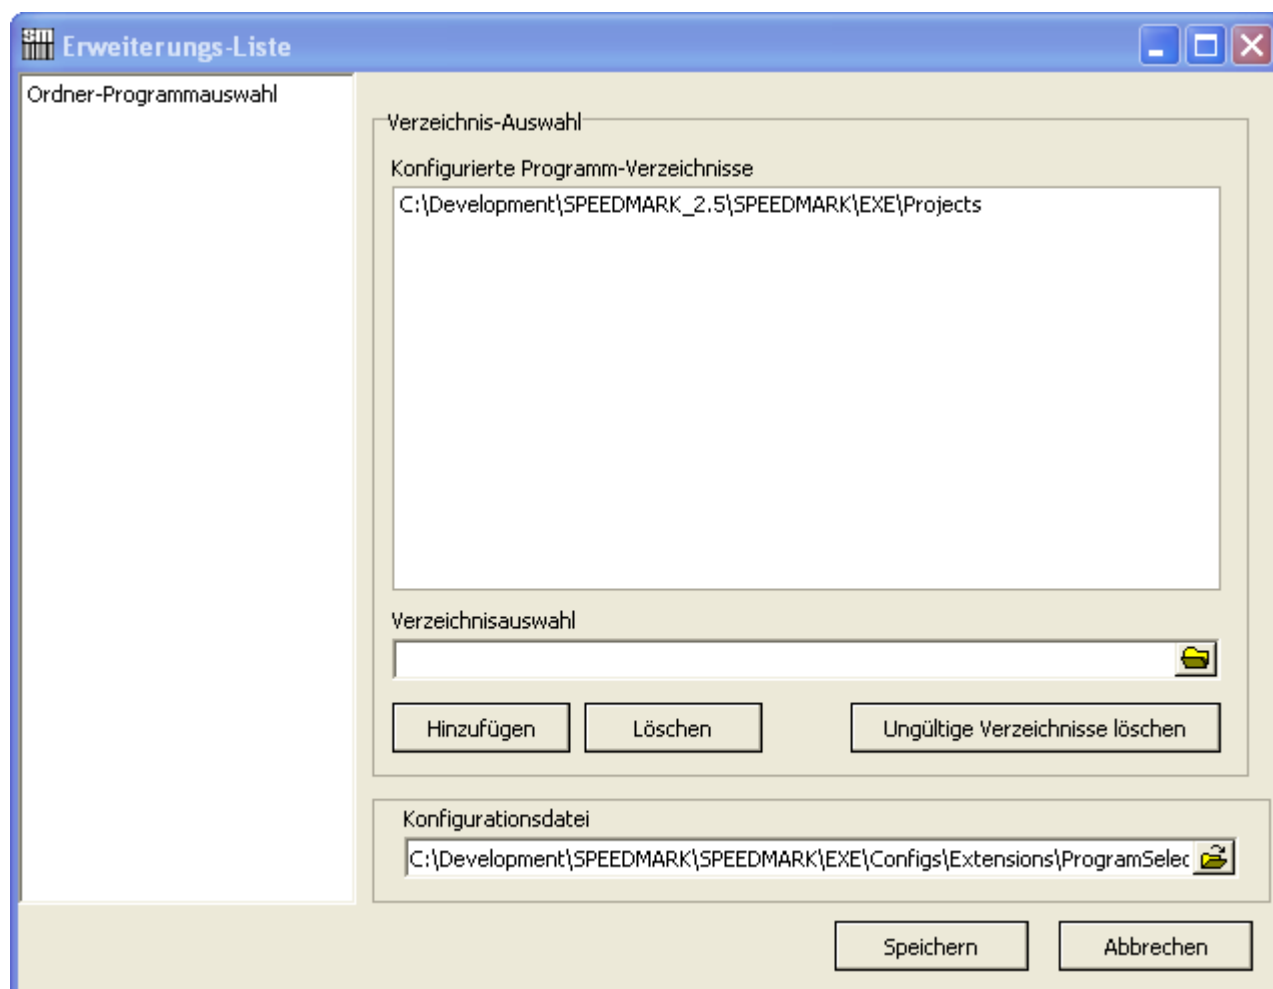 sm Erweiterungs-Liste
Ordner-Programmauswahl
Verzeichnis-Auswahl
Konfigurierte Programm-Verzeichnisse
C:\Development\SPEEDMARK_2.5\SPEEDMARK\EXE\Projects
Verzeichnisauswahl
Hinzufügen Löschen Ungültige Verzeichnisse löschen
Konfigurationsdatei
C:\Development\SPEEDMARK\SPEEDMARK\EXE\Configs\Extensions\ProgramSelec
Speichern Abbrechen